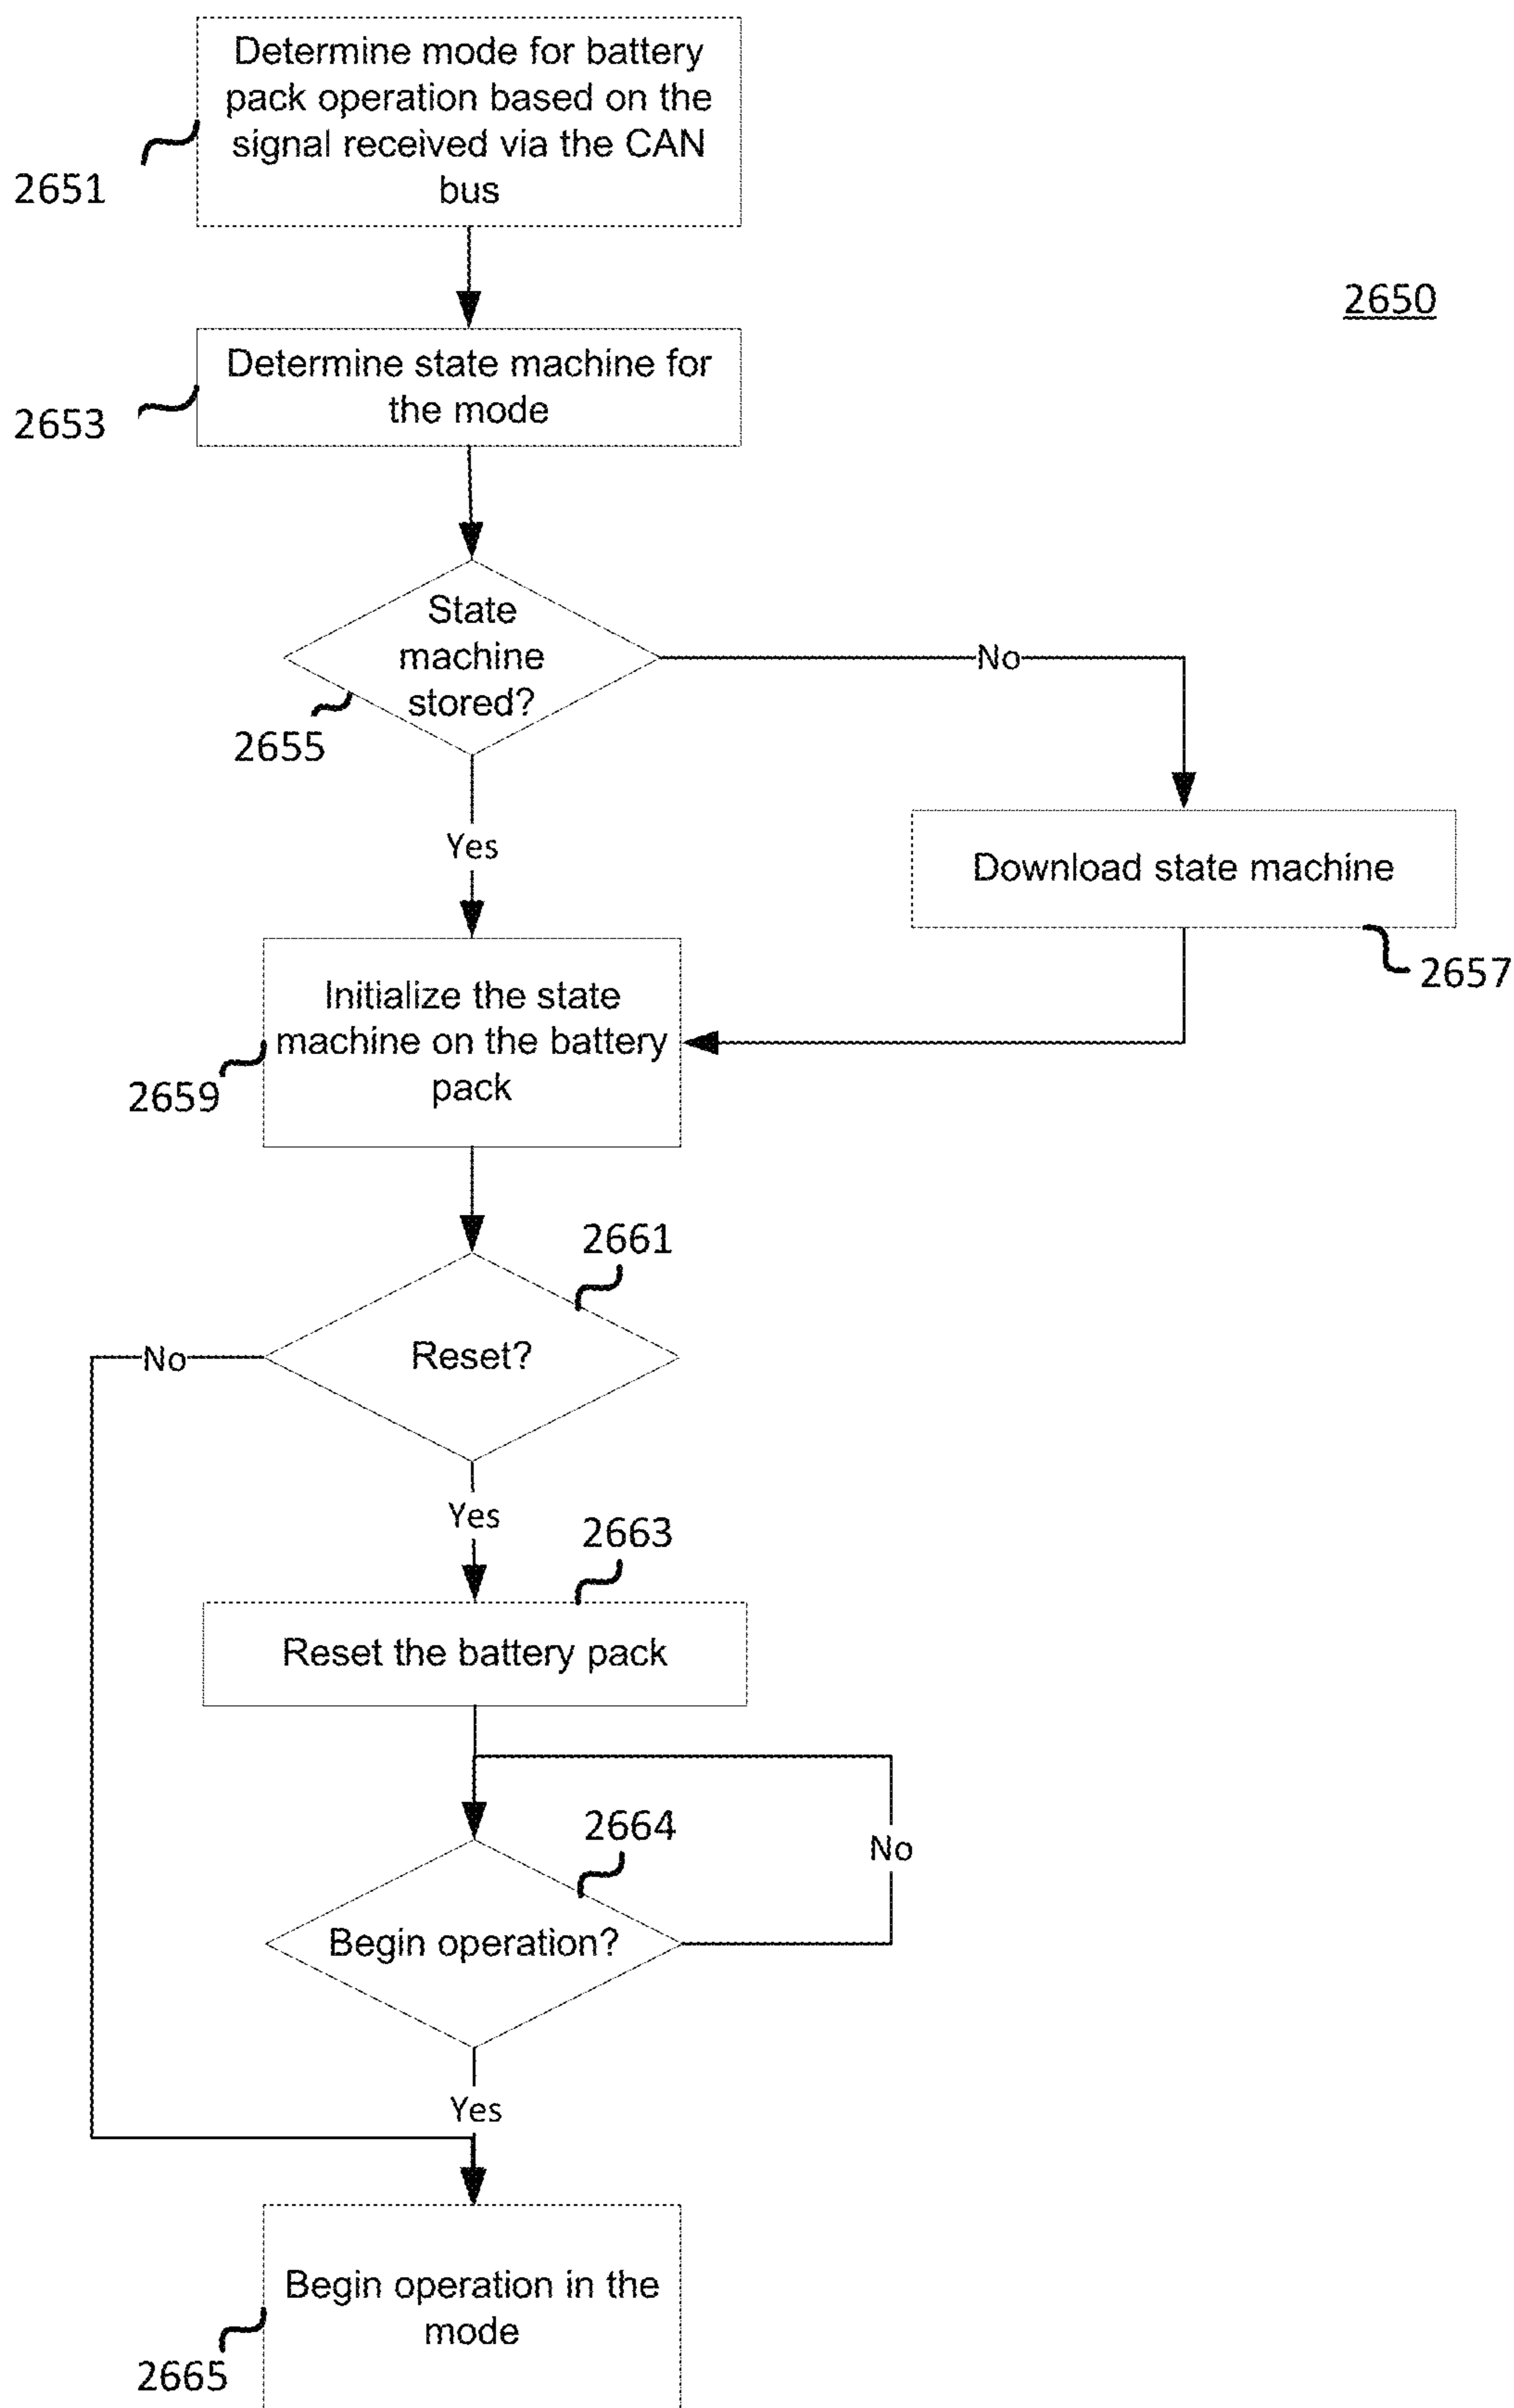 Determine mode for battery
pack operation based on the
signal received via the CAN
bus
2651
2650
Determine state machine for
the mode
2653
State
machine
stored?
No
2655
Yes
Download state machine
2657
Initialize the state
machine on the battery
pack
2659
2661
Reset?
No
Yes
2663
Reset the battery pack
2664
No
Begin operation?
Yes
Begin operation in the
mode
2665